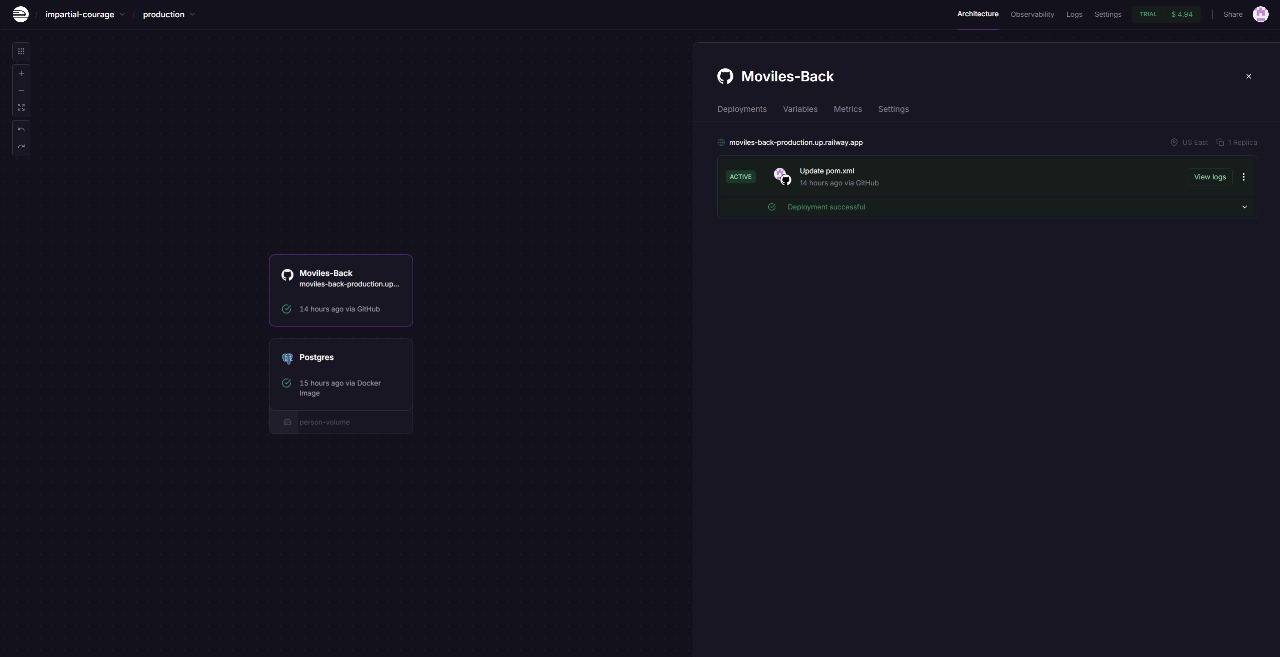 impartial-courage / production
Architecture Observability Logs Settings TRIAL $ 4.94 Share
Moviles-Back
moviles-back-production.up...
14 hours ago via GitHub
Postgres
15 hours ago via Docker
Image
person-volume
Moviles-Back
Deployments Variables Metrics Settings
moviles-back-production.up.railway.app US East 1 Replica
ACTIVE Update pom.xml View logs
14 hours ago via GitHub
Deployment successful